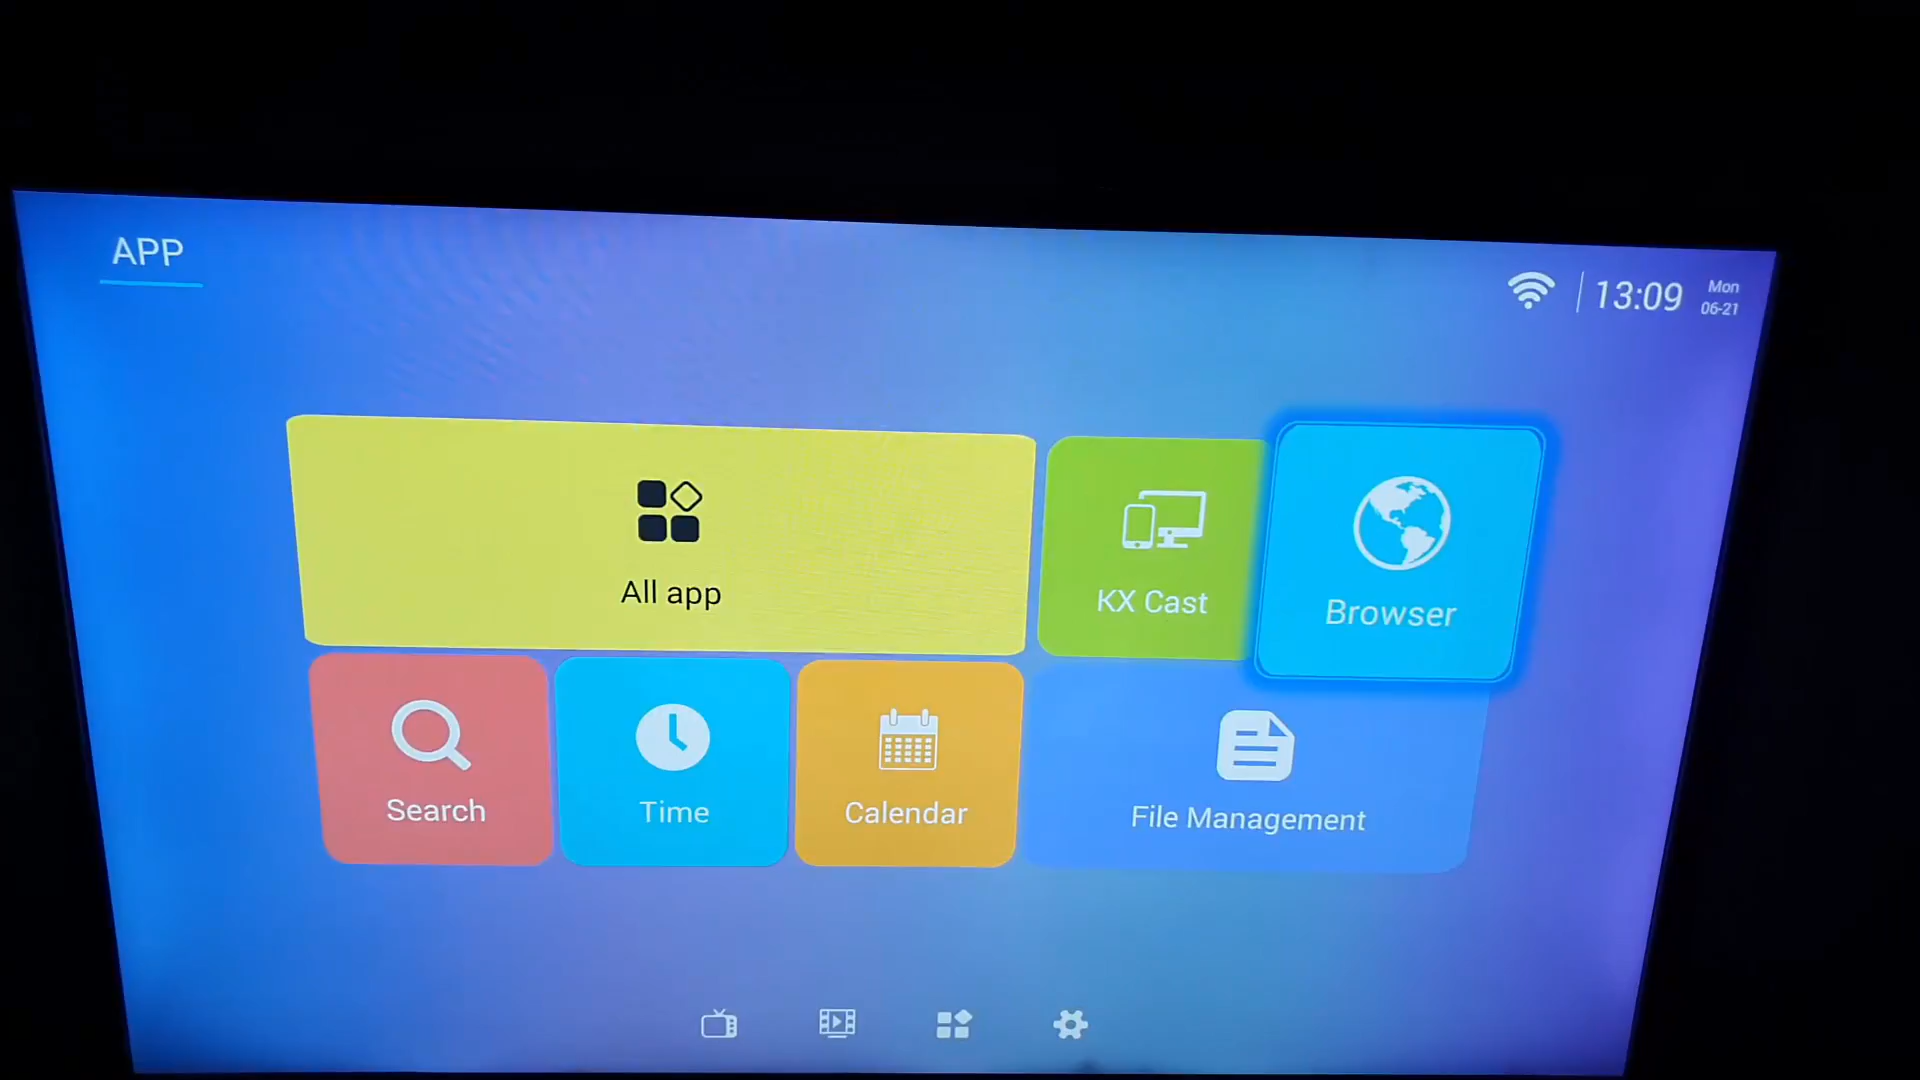 APP
13:09
Mon
06-21
All app
KX Cast
Browser
Search
Time
Calendar
File Management